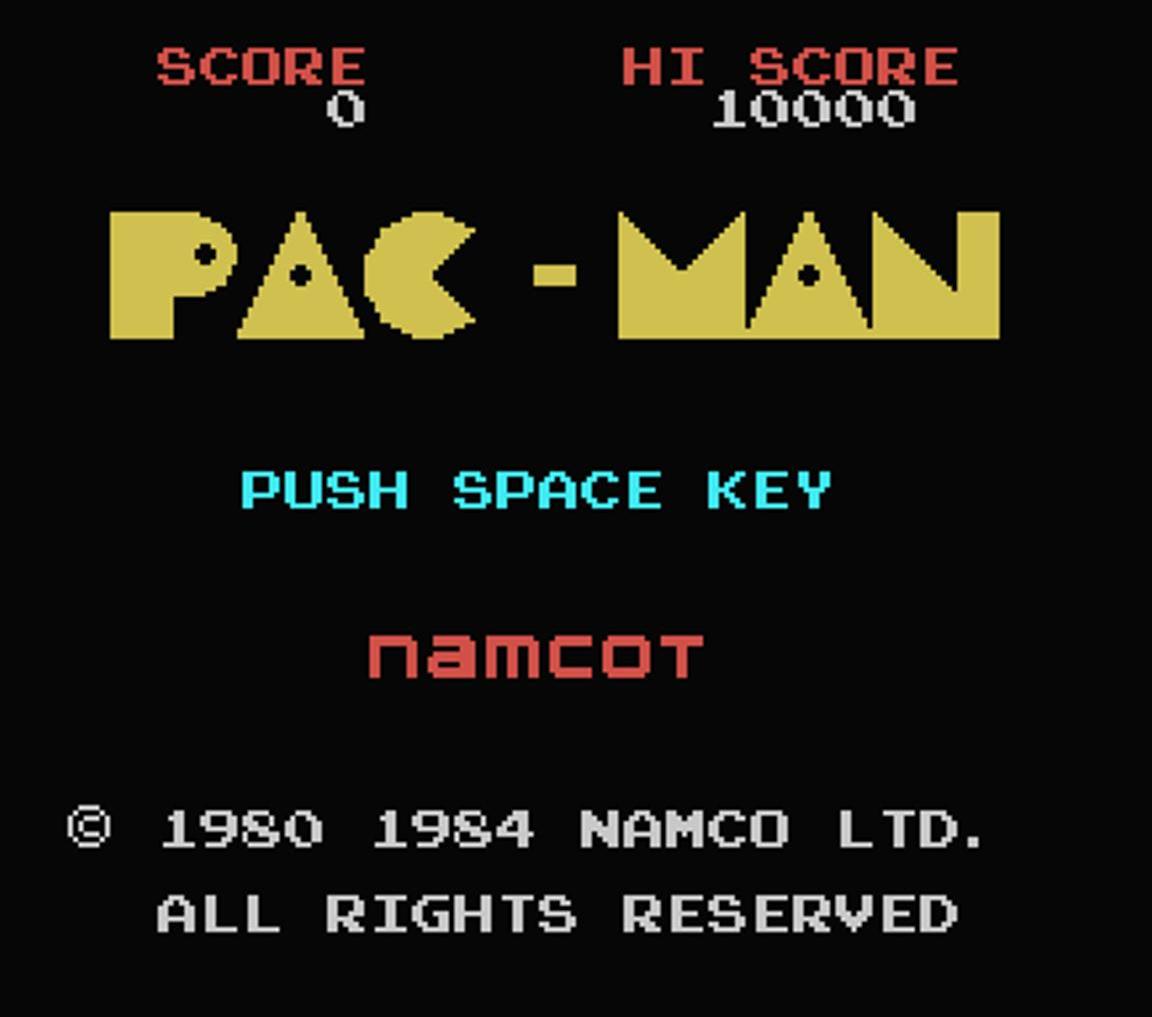 SCORE HI SCORE
0 10000
PAC-MAN
PUSH SPACE KEY
namcot
© 1980 1984 NAMCO LTD.
ALL RIGHTS RESERVED